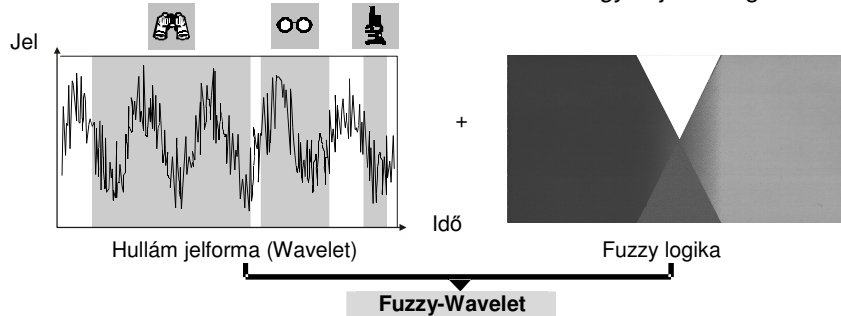 Jel
+
Idő
Hullám jelforma (Wavelet)
Fuzzy logika
Fuzzy-Wavelet